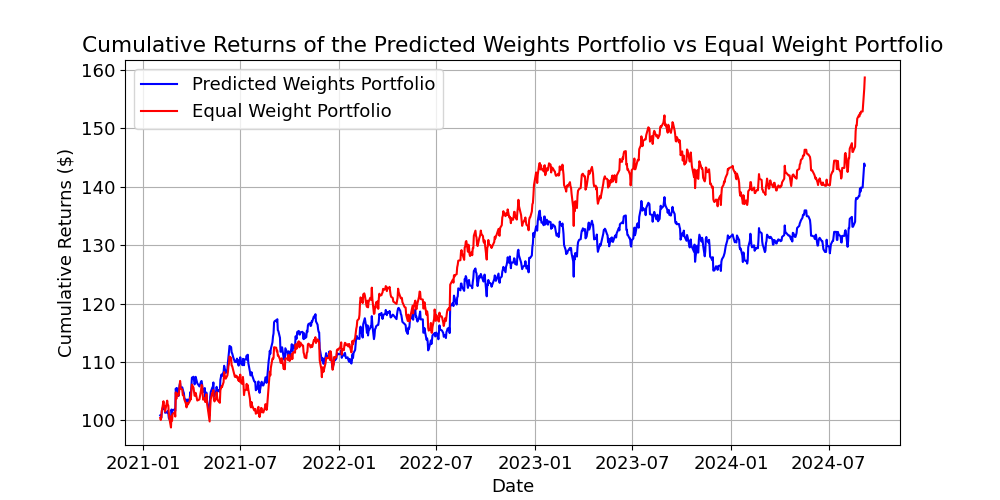 Cumulative Returns of the Predicted Weights Portfolio vs Equal Weight Portfolio
Predicted Weights Portfolio
Equal Weight Portfolio
Cumulative Returns ($)
160
150
140
130
120
110
100
2021-01 2021-07 2022-01 2022-07 2023-01 2023-07 2024-01 2024-07
Date